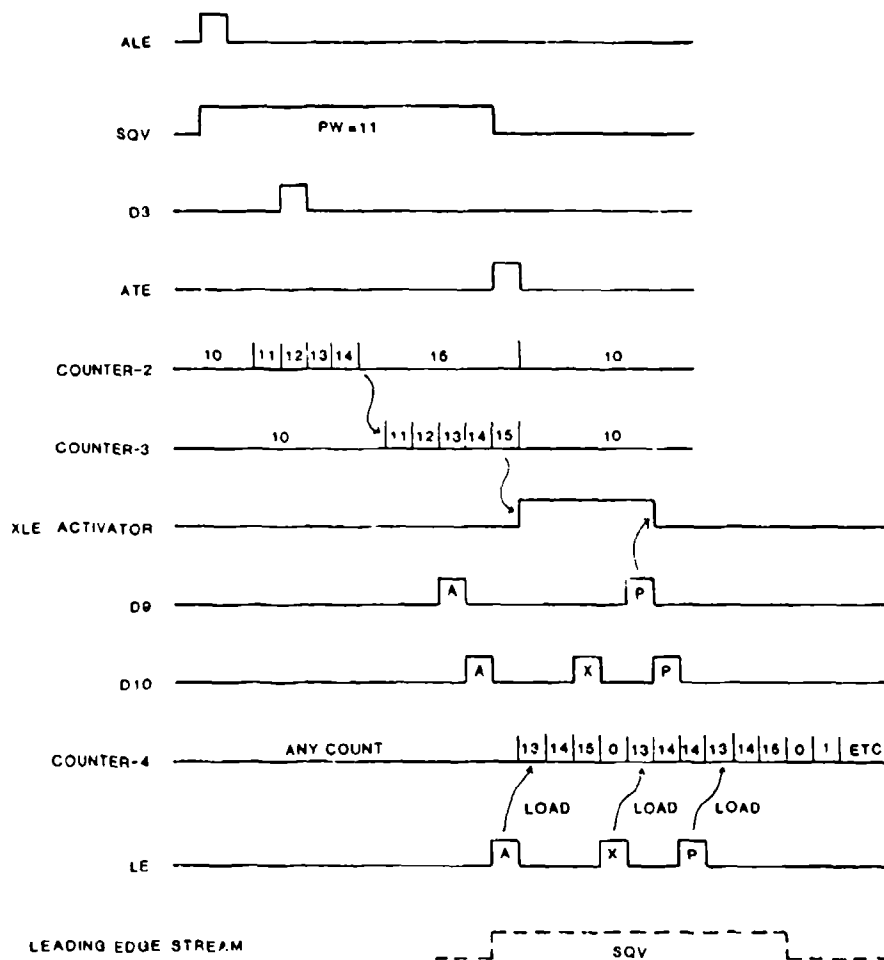 ALE
SQV PW=11
D3
ATE
COUNTER-2 10 11 12 13 14 15 10
COUNTER-3 10 11 12 13 14 15 10
XLE ACTIVATOR
D9 A P
D10 A X P
COUNTER-4 ANY COUNT 13 14 15 0 13 14 14 13 14 15 0 1 ETC
LOAD LOAD LOAD
LE A X P
LEADING EDGE STREAM SQV